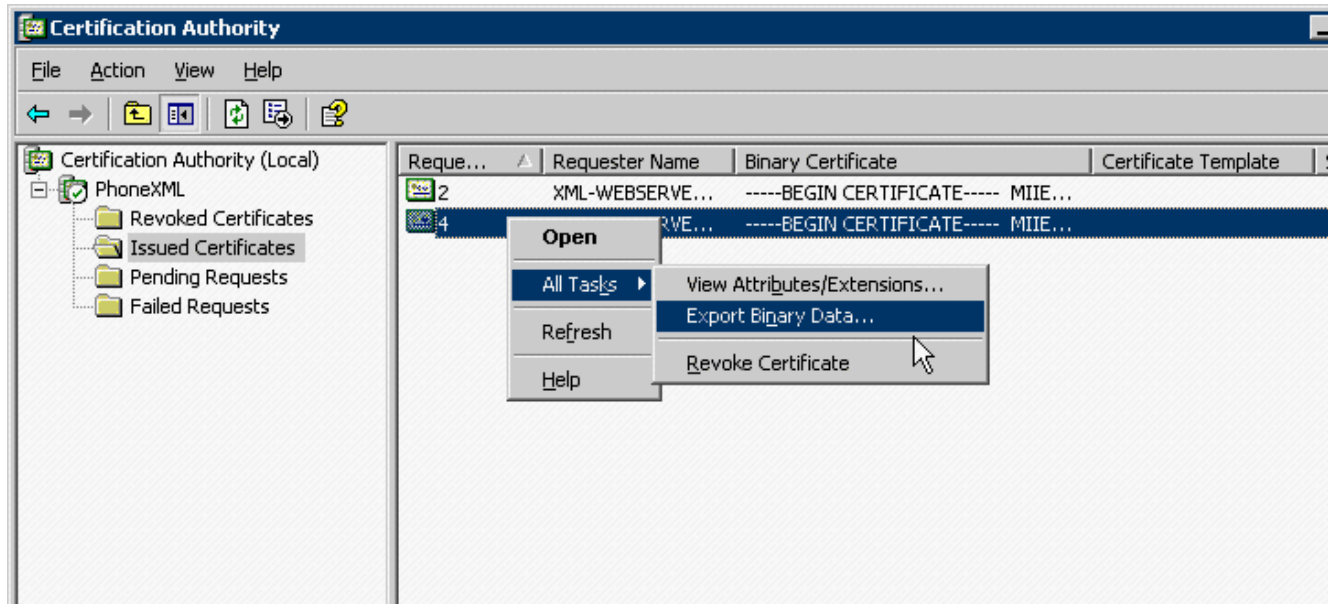 Certification Authority
File Action View Help
Certification Authority (Local)
PhoneXML
Revoked Certificates
Issued Certificates
Pending Requests
Failed Requests
Reque... Requester Name Binary Certificate Certificate Template
2 XML-WEBSERVE... -----BEGIN CERTIFICATE----- MIIE...
4 RVE... -----BEGIN CERTIFICATE----- MIIE...
Open
All Tasks
Refresh
Help
View Attributes/Extensions...
Export Binary Data...
Revoke Certificate